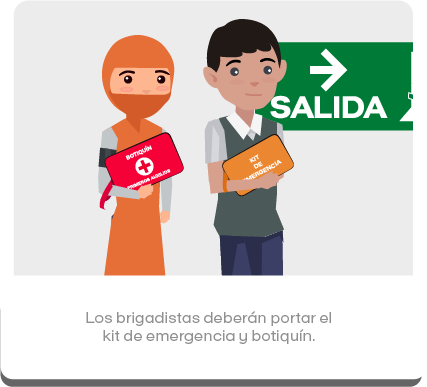 SALIDA
BOTIQUÍN
PRIMEROS AUXILIOS
KIT
DE
EMERGENCIA
Los brigadistas deberán portar el
kit de emergencia y botiquín.